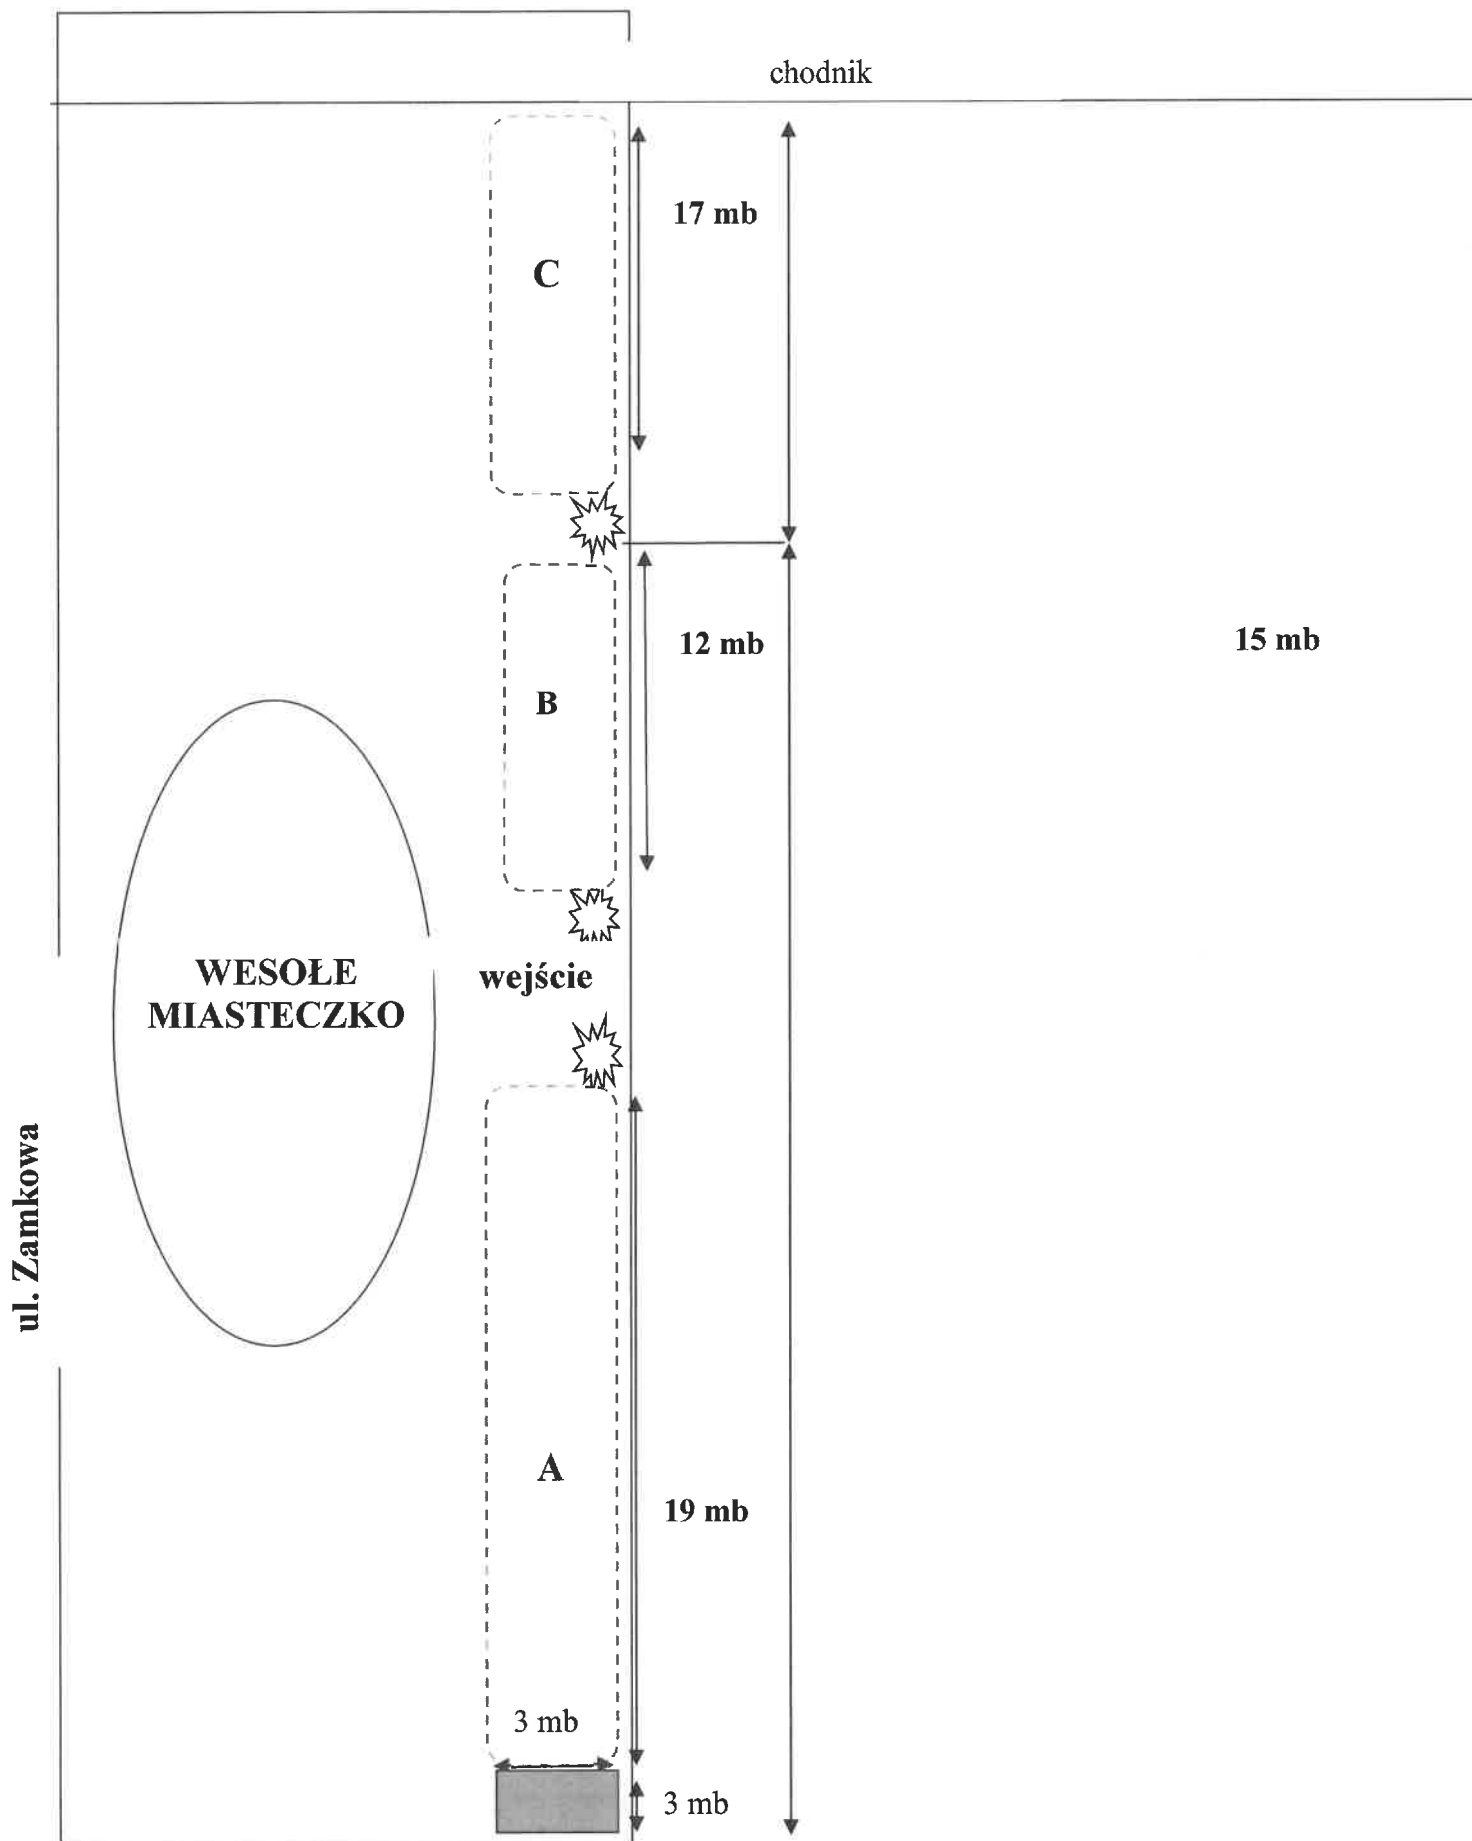 chodnik
17 mb
C
12 mb
15 mb
B
WESOŁE
MIASTECZKO
wejście
ul. Zamkowa
A
19 mb
3 mb
3 mb